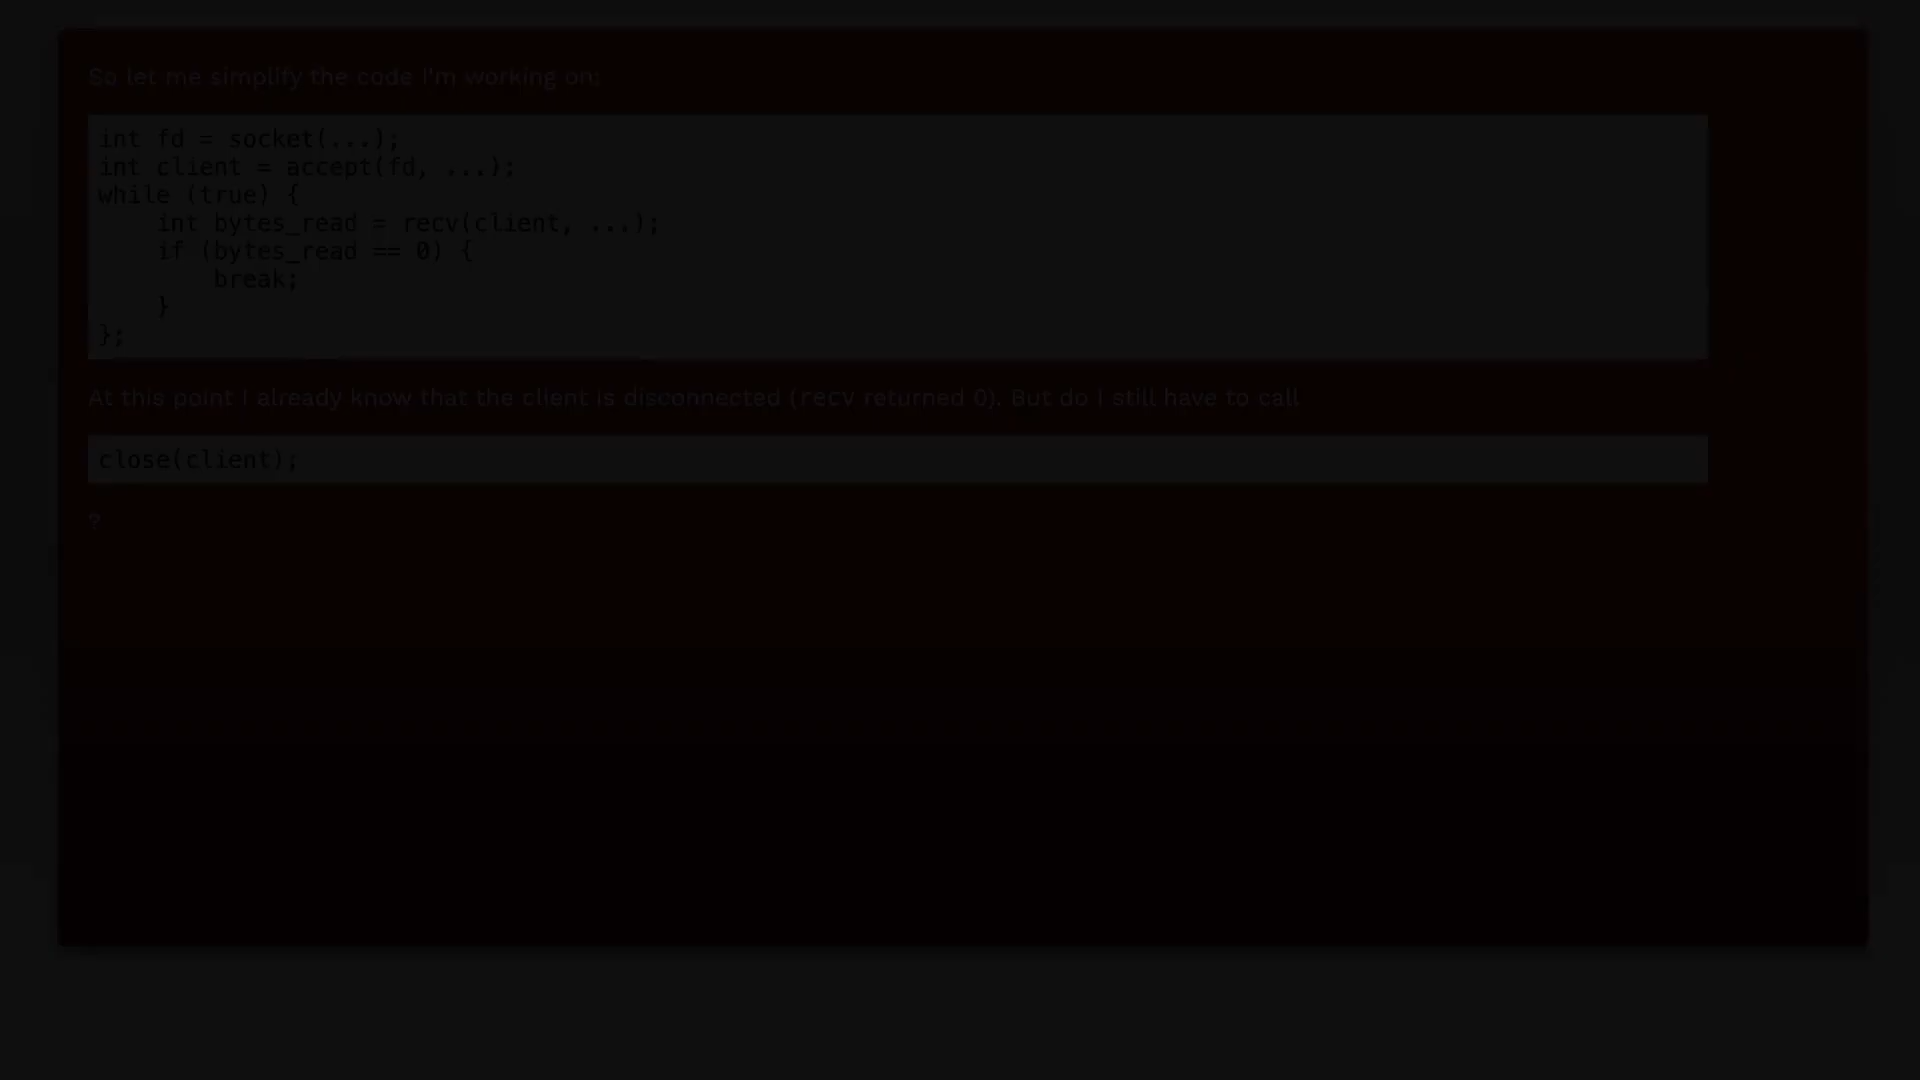 So let me simplify the code I'm working on:
int fd = socket(...);
int client = accept(fd, ...);
while (true) {
    int bytes_read = recv(client, ...);
    if (bytes_read == 0) {
        break;
    }
};
At this point I already know that the client is disconnected (recv returned 0). But do I still have to call
close(client);
?